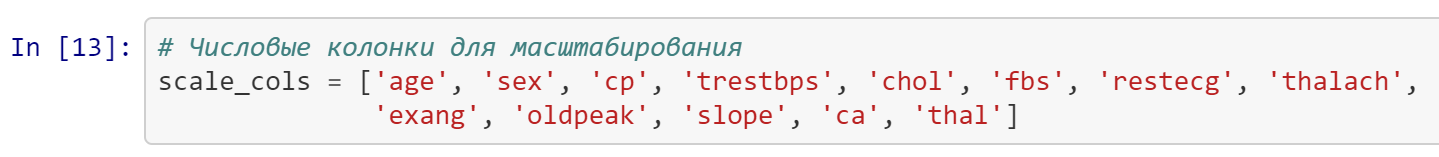 In [13]: # Числовые колонки для масштабирования
scale_cols = ['age', 'sex', 'cp', 'trestbps', 'chol', 'fbs', 'restecg', 'thalach',
'exang', 'oldpeak', 'slope', 'ca', 'thal']